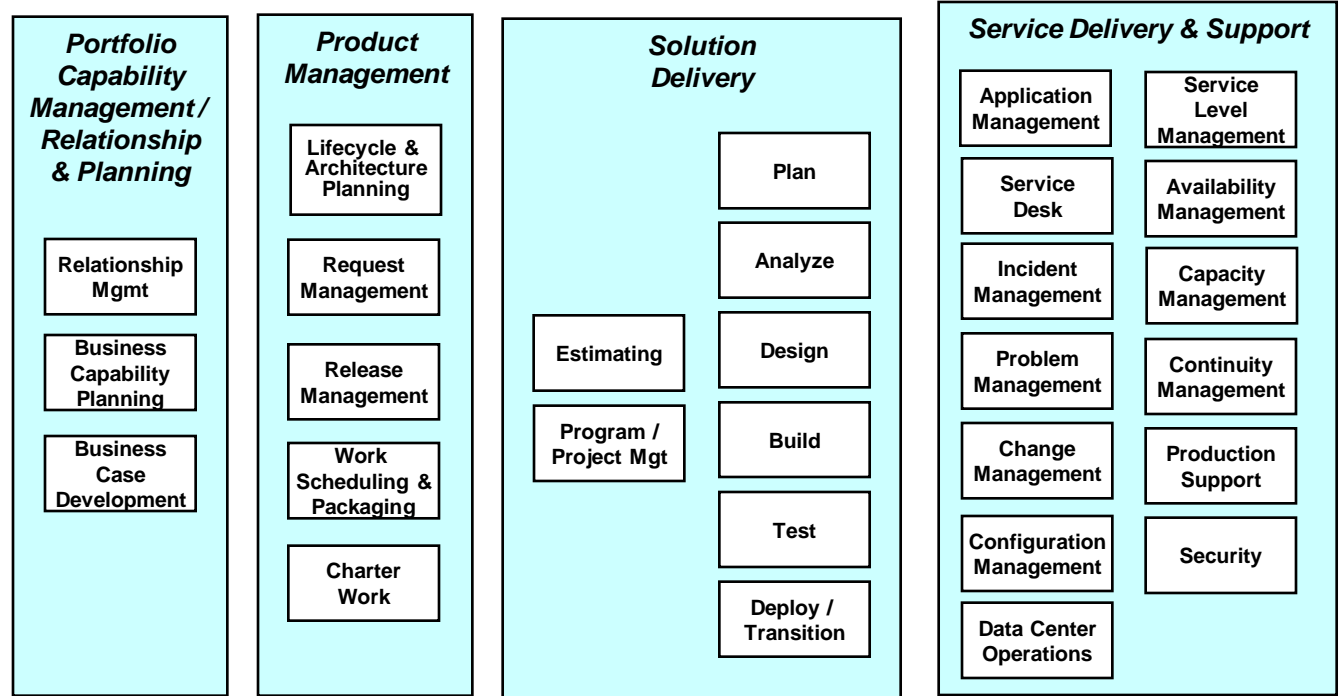 Portfolio
Capability
Management /
Relationship
& Planning
Relationship
Mgmt
Business
Capability
Planning
Business
Case
Development
Product
Management
Lifecycle &
Architecture
Planning
Request
Management
Release
Management
Work
Scheduling &
Packaging
Charter
Work
Solution
Delivery
Estimating
Program /
Project Mgt
Plan
Analyze
Design
Build
Test
Deploy /
Transition
Service Delivery & Support
Application
Management
Service
Desk
Incident
Management
Problem
Management
Change
Management
Configuration
Management
Data Center
Operations
Service
Level
Management
Availability
Management
Capacity
Management
Continuity
Management
Production
Support
Security